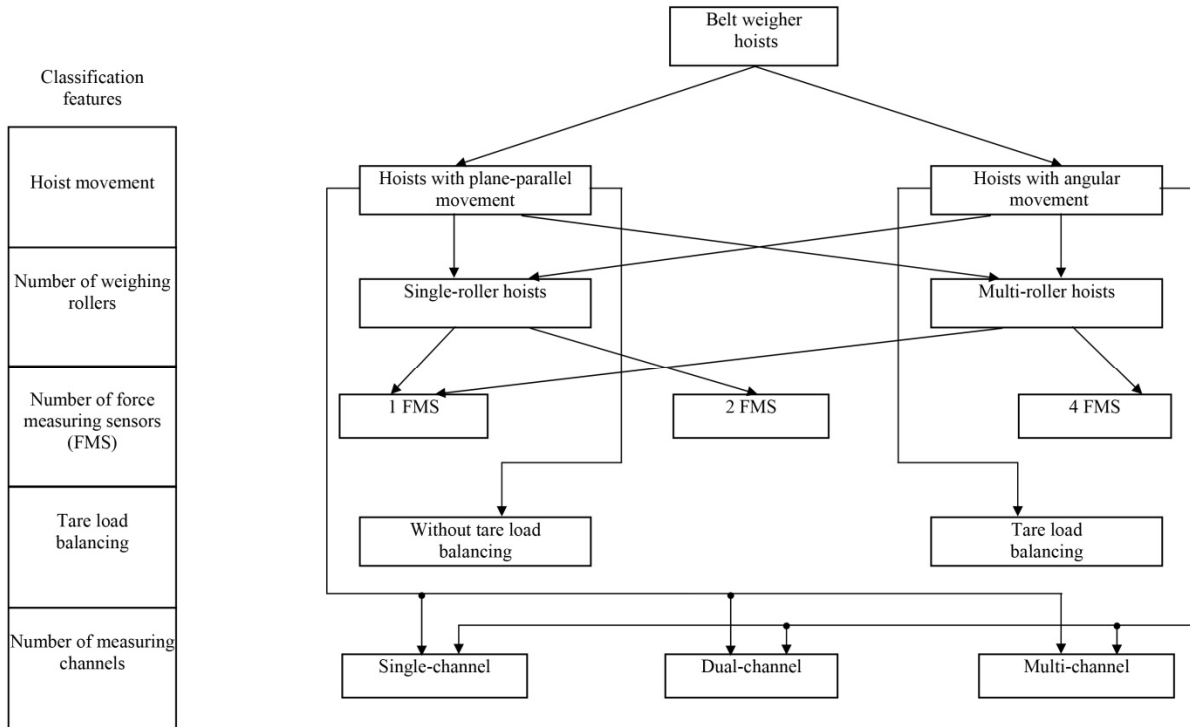 Belt weigher
hoists
Classification
features
Hoist movement
Hoists with plane-parallel
movement
Hoists with angular
movement
Number of weighing
rollers
Single-roller hoists
Multi-roller hoists
Number of force
measuring sensors
(FMS)
1 FMS
2 FMS
4 FMS
Tare load
balancing
Without tare load
balancing
Tare load
balancing
Number of measuring
channels
Single-channel
Dual-channel
Multi-channel